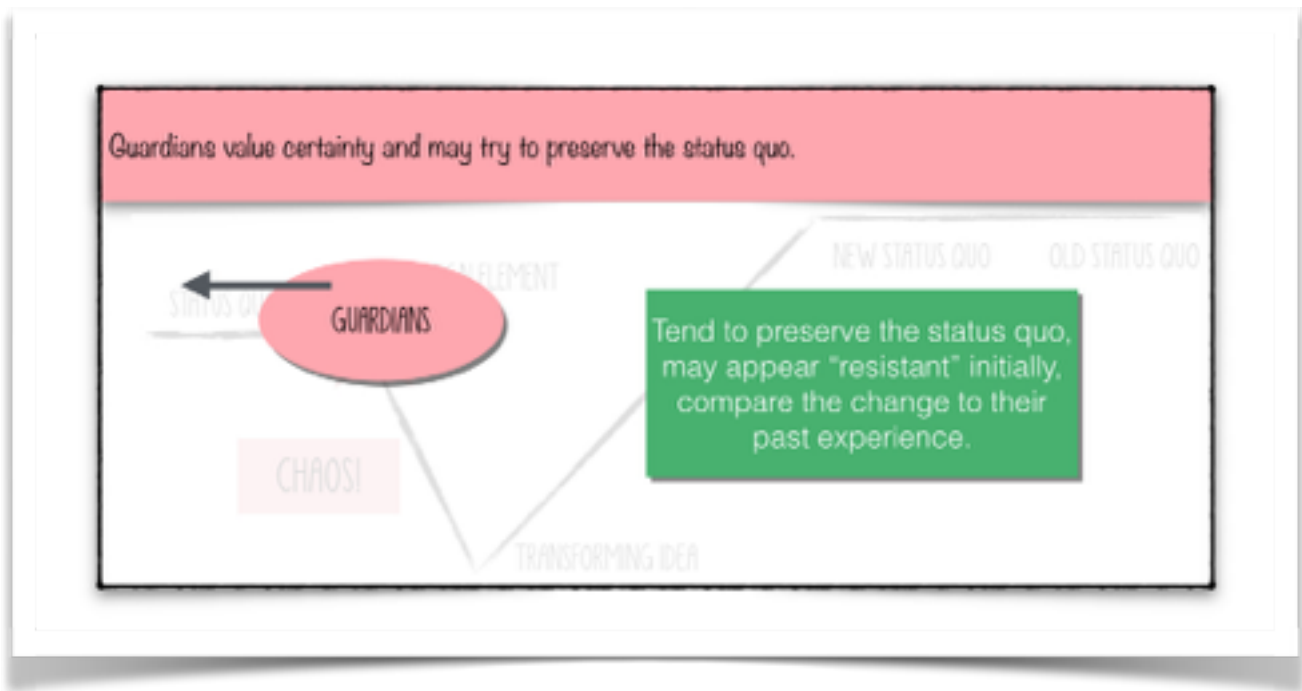 Guardians value certainty and may try to preserve the status quo.
NEW STATUS QUO
OLD STATUS QUO
ELEMENT
STATUS
GUARDIANS
Tend to preserve the status quo,
may appear “resistant” initially,
compare the change to their
past experience.
CHAOS!
TRANSFORMING IDEA